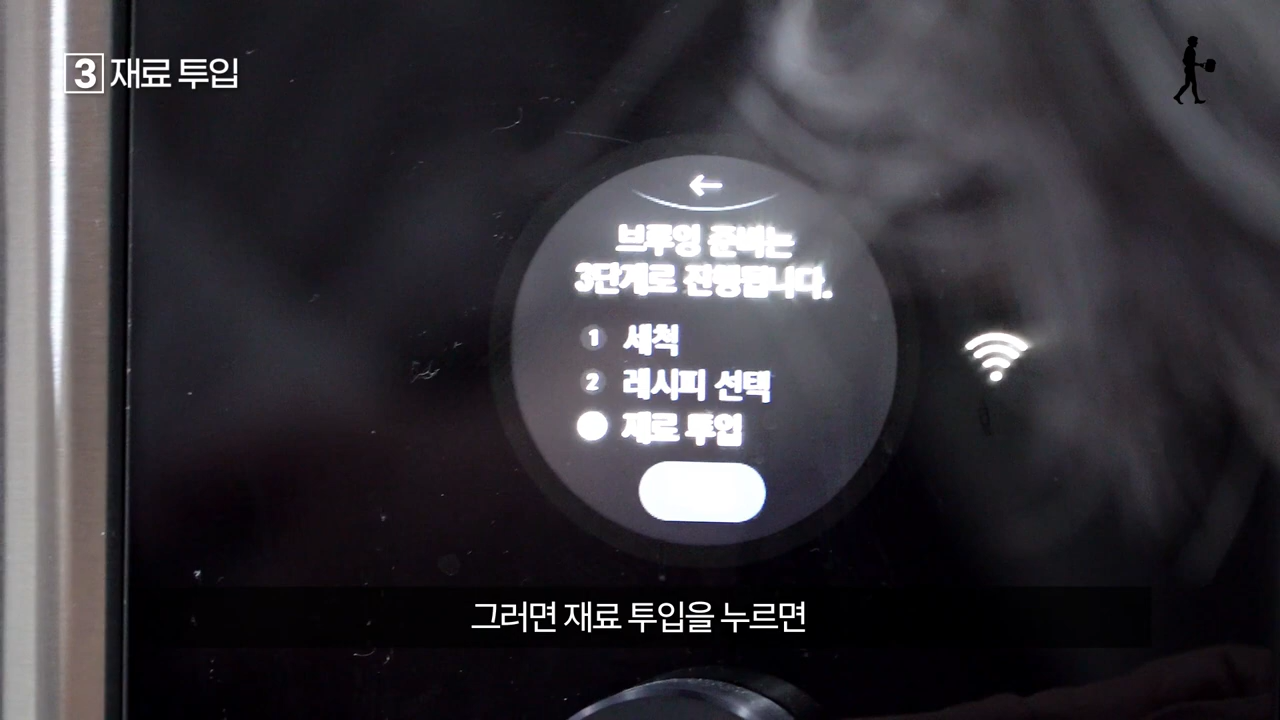 3 재료 투입
←
브루잉 준비는
3단계로 진행됩니다.
1 세척
2 레시피 선택
재료 투입
그러면 재료 투입을 누르면